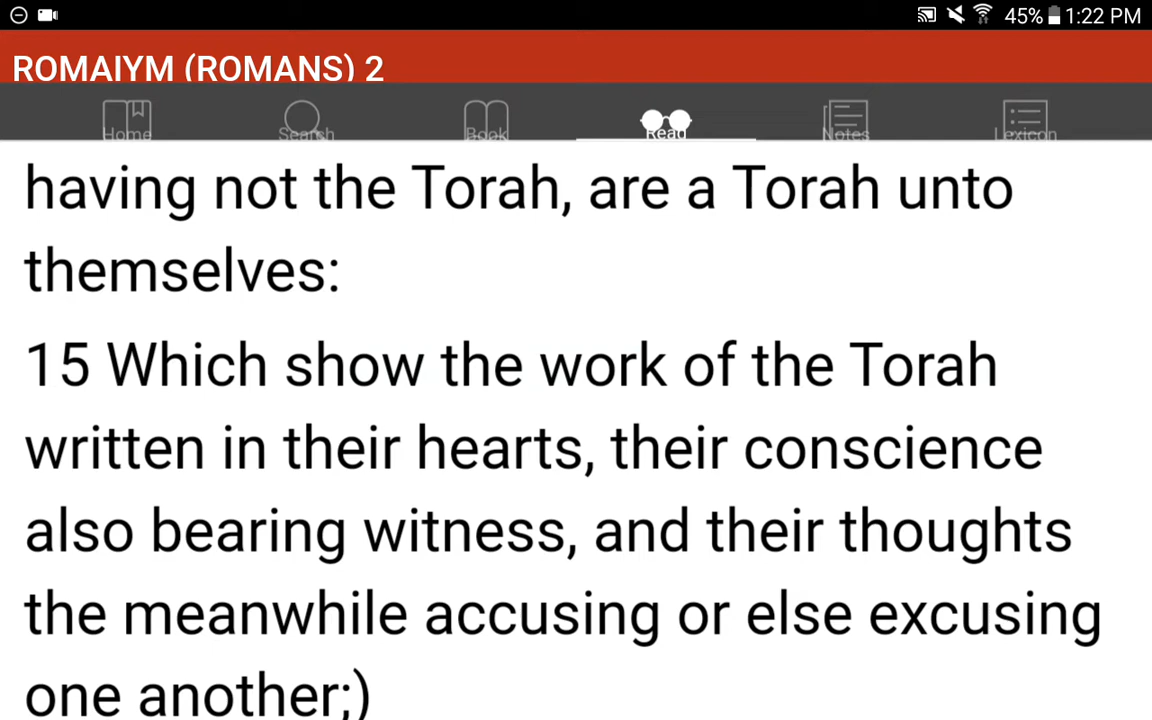 45% 1:22 PM
ROMAIYM (ROMANS) 2
Home Search Book Read Notes Lexicon
having not the Torah, are a Torah unto
themselves:
15 Which show the work of the Torah
written in their hearts, their conscience
also bearing witness, and their thoughts
the meanwhile accusing or else excusing
one another;)